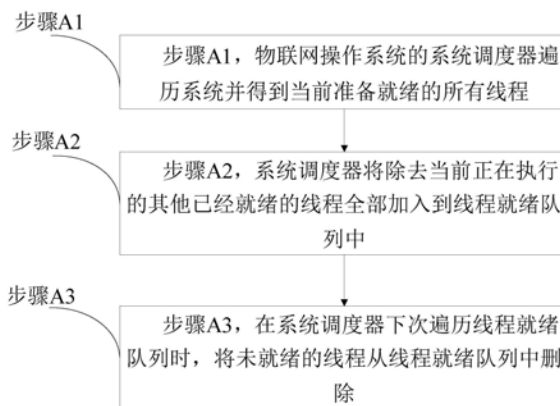 步骤A1
步骤A1，物联网操作系统的系统调度器遍
历系统并得到当前准备就绪的所有线程
步骤A2
步骤A2，系统调度器将除去当前正在执行
的其他已经就绪的线程全部加入到线程就绪队
列中
步骤A3
步骤A3，在系统调度器下次遍历线程就绪
队列时，将未就绪的线程从线程就绪队列中删
除